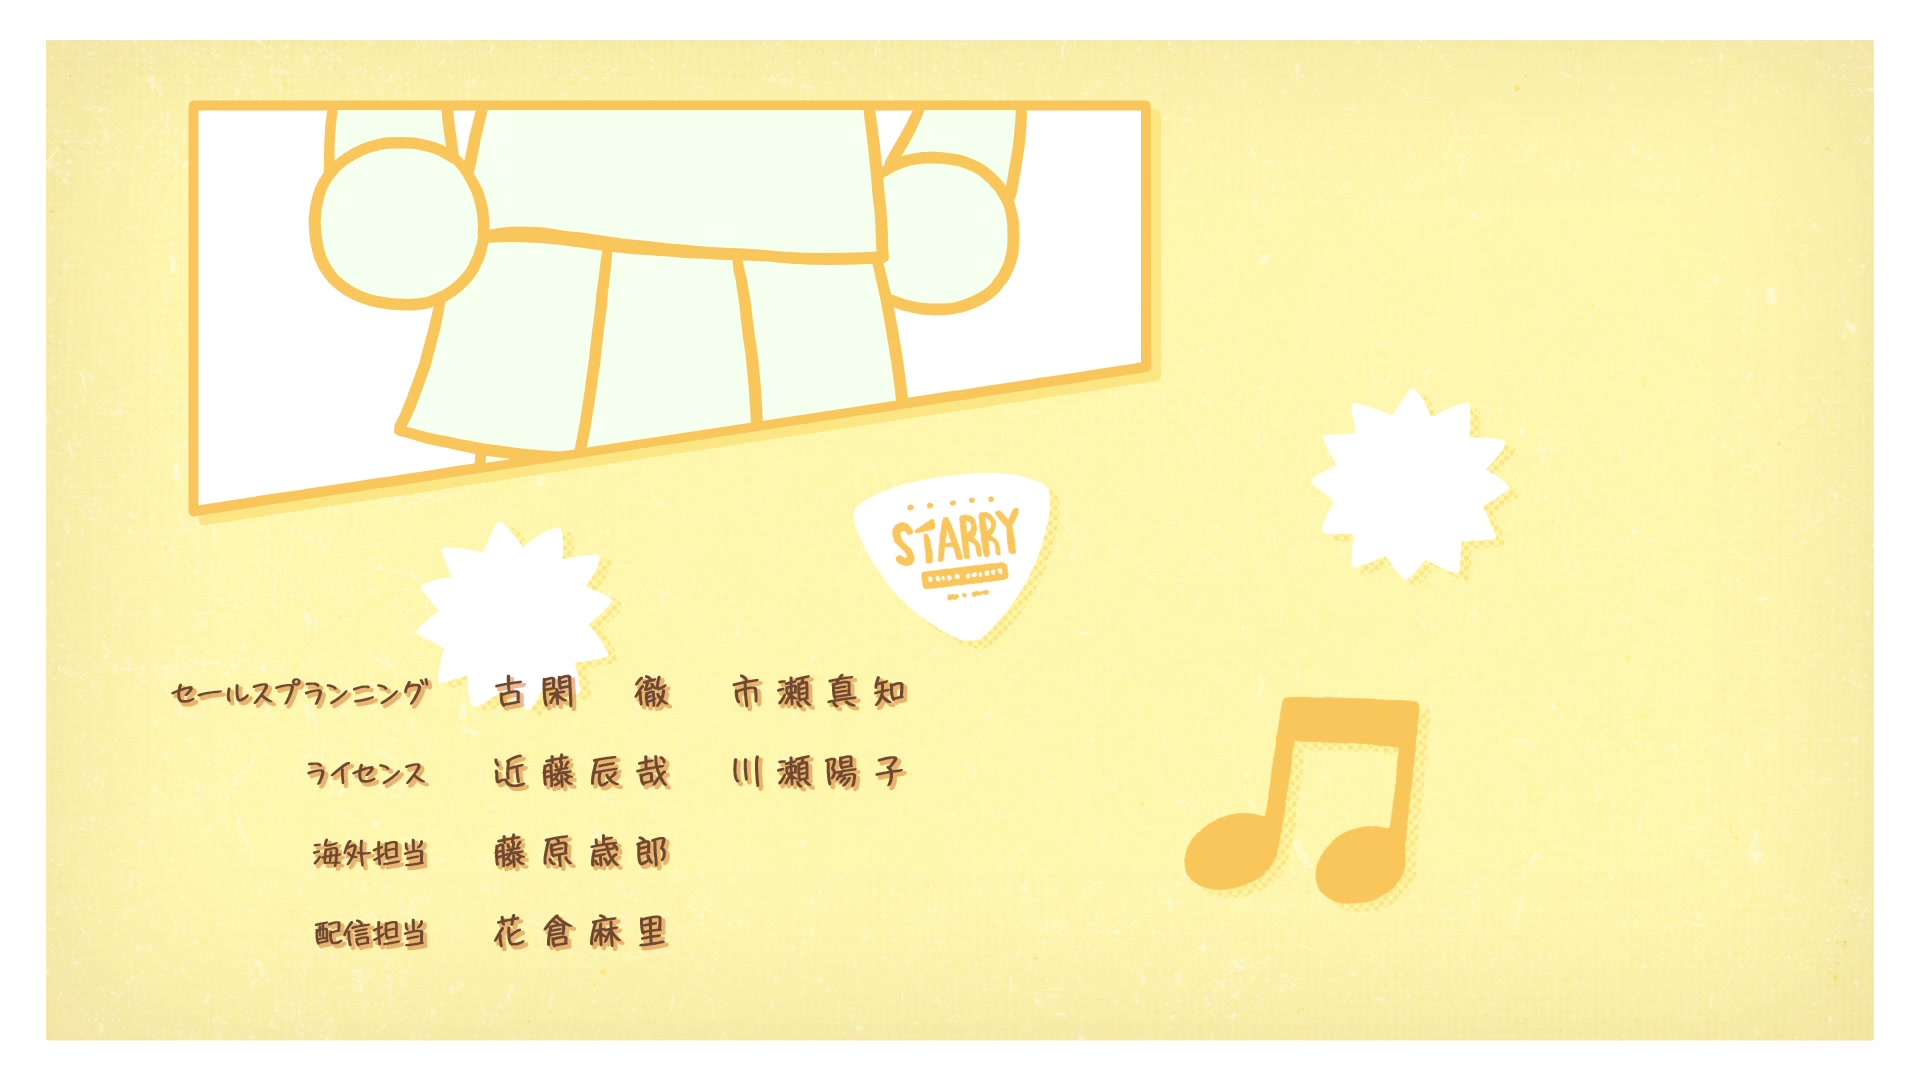 STARRY
セールスプランニング 古閑 徹 市瀬真知
ライセンス 近藤辰哉 川瀬陽子
海外担当 藤原歳郎
配信担当 花倉麻里